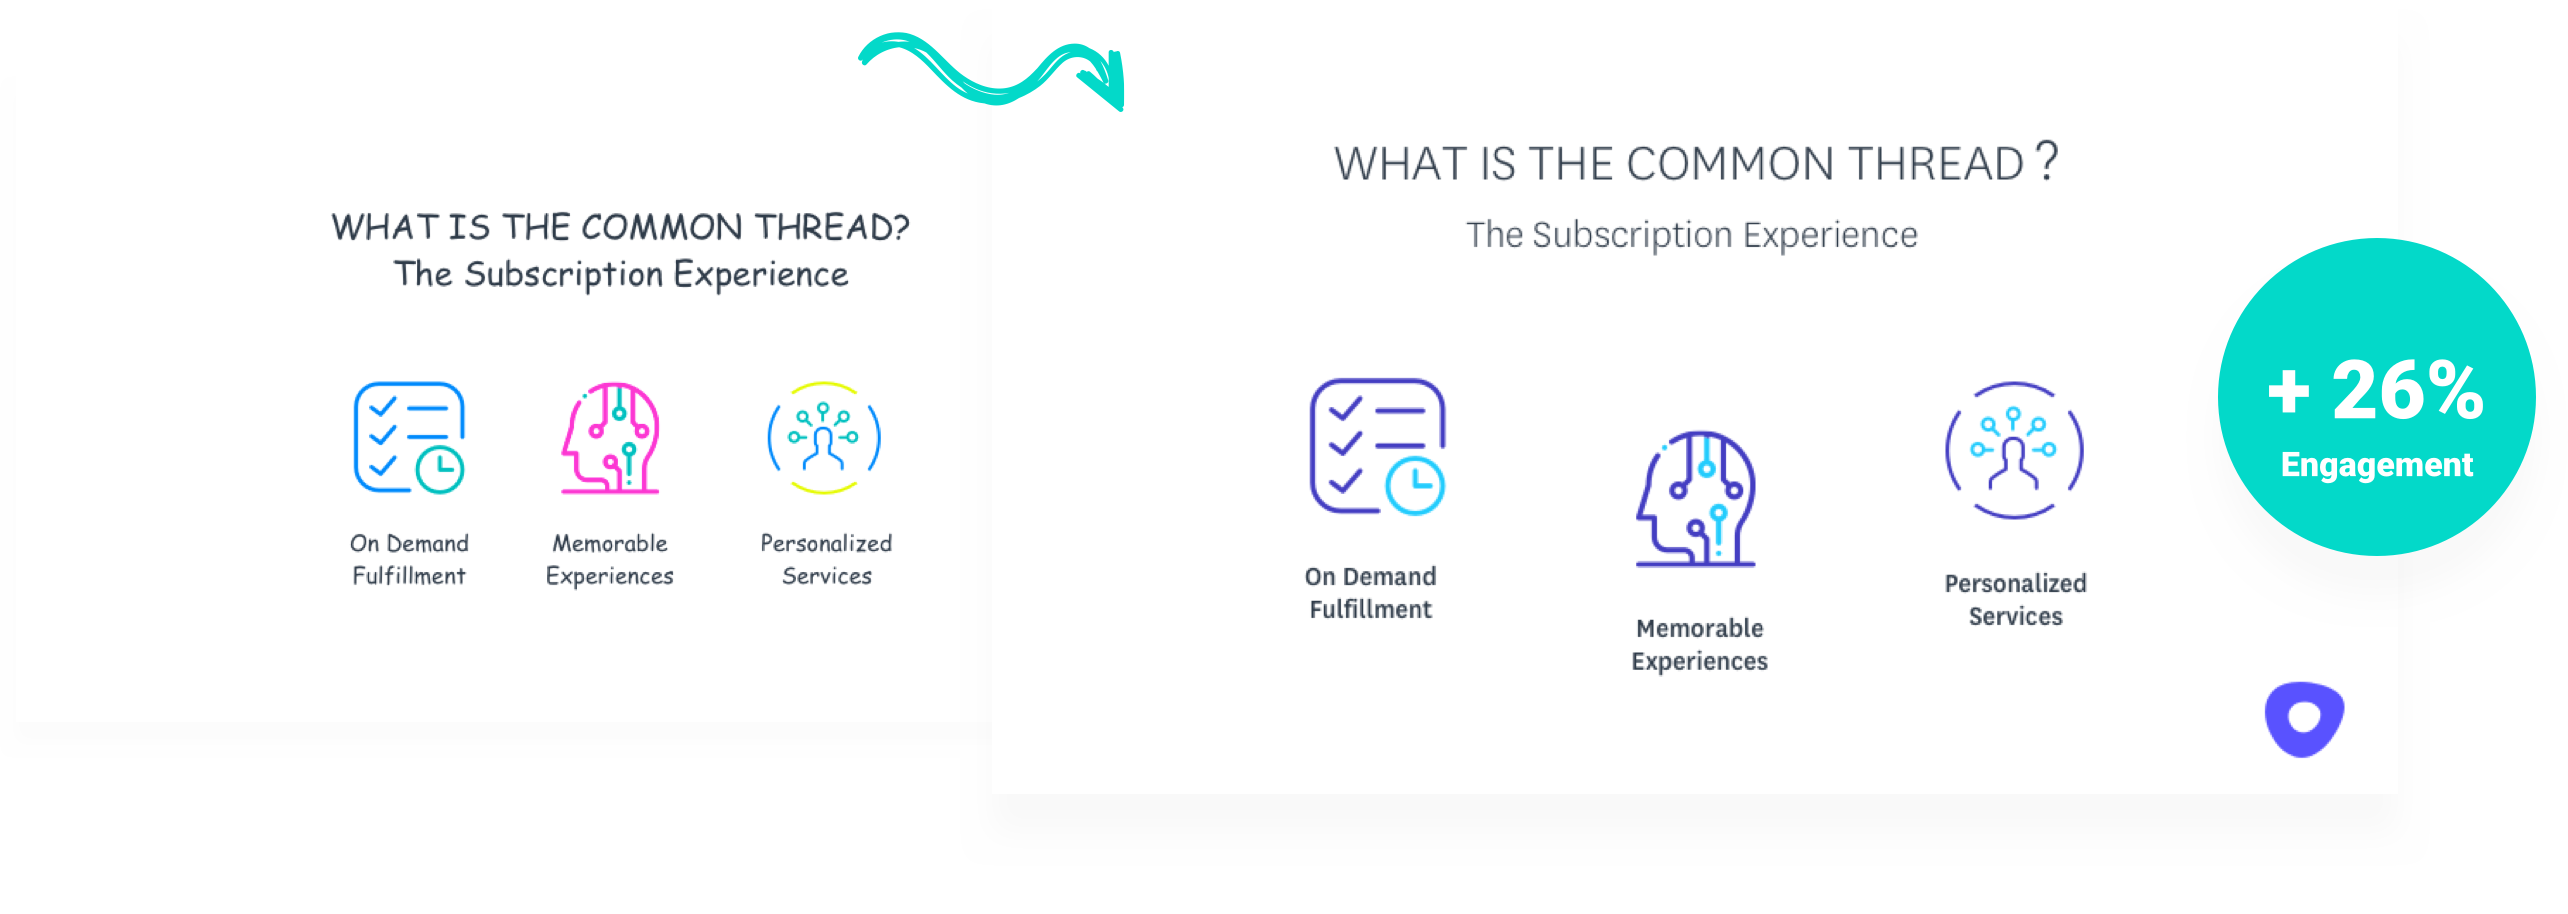 WHAT IS THE COMMON THREAD?
The Subscription Experience
On Demand
Fulfillment
Memorable
Experiences
Personalized
Services
WHAT IS THE COMMON THREAD ?
The Subscription Experience
On Demand
Fulfillment
Memorable
Experiences
Personalized
Services
+ 26%
Engagement